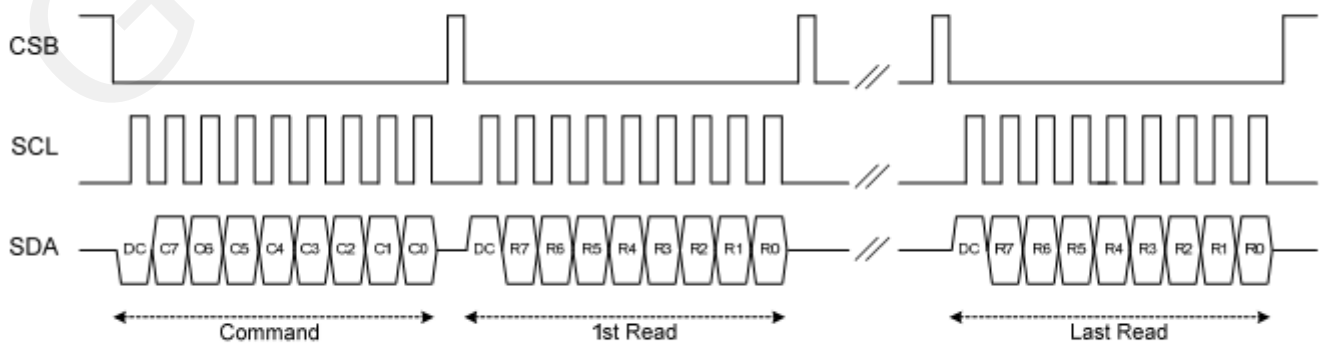 CSB
SCL
SDA DC C7 C6 C5 C4 C3 C2 C1 C0 DC R7 R6 R5 R4 R3 R2 R1 R0 DC R7 R6 R5 R4 R3 R2 R1 R0
Command 1st Read Last Read